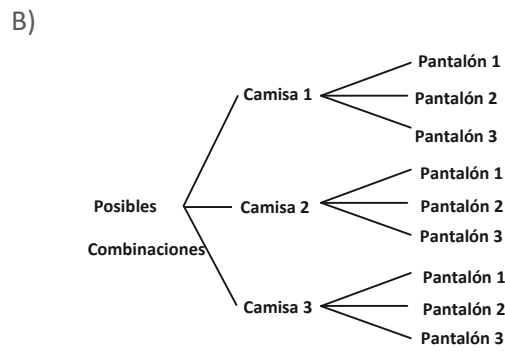 B)
Pantalón 1
Camisa 1
Pantalón 2
Pantalón 3
Pantalón 1
Posibles
Camisa 2
Pantalón 2
Pantalón 3
Combinaciones
Pantalón 1
Camisa 3
Pantalón 2
Pantalón 3